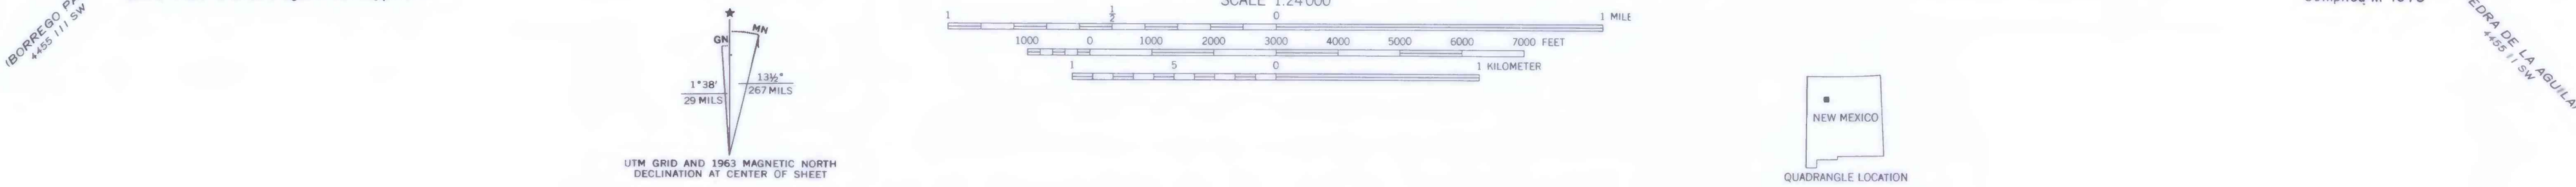 SCALE 1:24 000
1 ½ 0 1 MILE
1000 0 1000 2000 3000 4000 5000 6000 7000 FEET
1 5 0 1 KILOMETER
4455 III SW
GN
MN
1°38'
29 MILS
13½°
267 MILS
UTM GRID AND 1963 MAGNETIC NORTH
DECLINATION AT CENTER OF SHEET
NEW MEXICO
QUADRANGLE LOCATION
EDRA DE LA AGUILA
4455 II SW